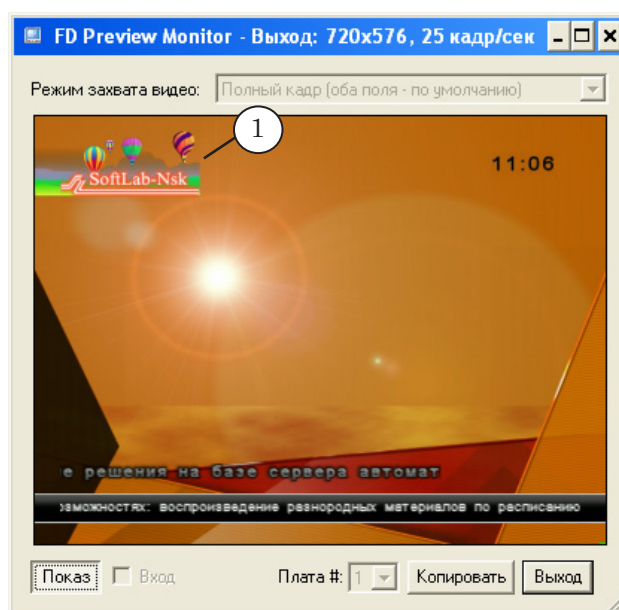 FD Preview Monitor - Выход: 720x576, 25 кадр/сек
Режим захвата видео: Полный кадр (оба поля - по умолчанию)
1
SoftLab-Nsk
11:06
е решения на базе сервера автомат
зможностях: воспроизведение разнородных материалов по расписанию
Показ Вход Плата #: 1 Копировать Выход